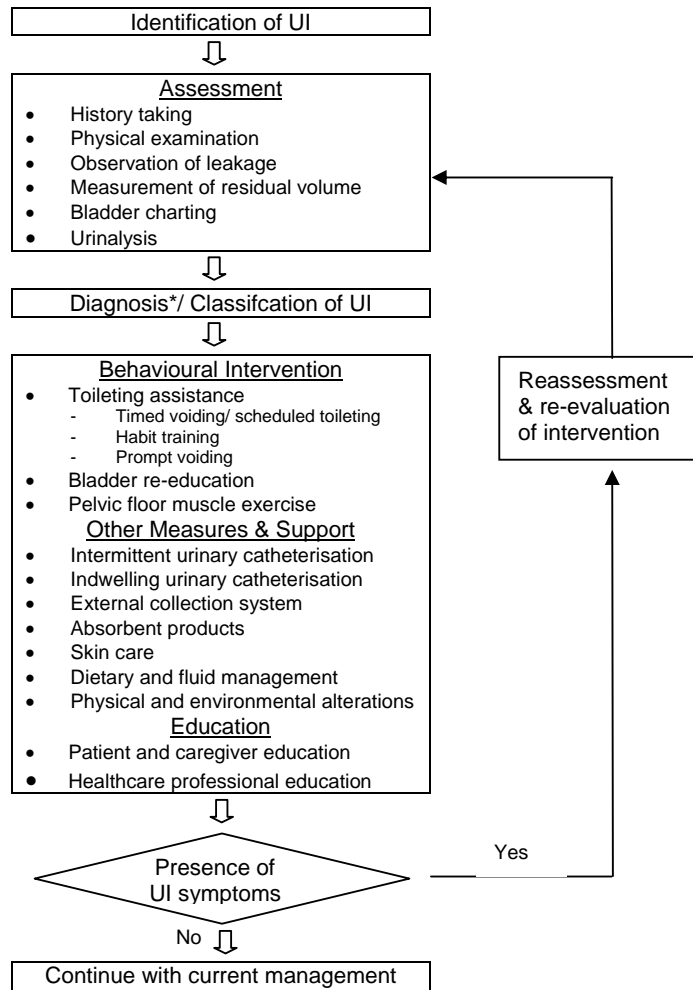 Identification of UI
Assessment
• History taking
• Physical examination
• Observation of leakage
• Measurement of residual volume
• Bladder charting
• Urinalysis
Diagnosis*/ Classifcation of UI
Behavioural Intervention
• Toileting assistance
- Timed voiding/ scheduled toileting
- Habit training
- Prompt voiding
• Bladder re-education
• Pelvic floor muscle exercise
Other Measures & Support
• Intermittent urinary catheterisation
• Indwelling urinary catheterisation
• External collection system
• Absorbent products
• Skin care
• Dietary and fluid management
• Physical and environmental alterations
Education
• Patient and caregiver education
• Healthcare professional education
Reassessment
& re-evaluation
of intervention
Presence of
UI symptoms
Yes
No
Continue with current management